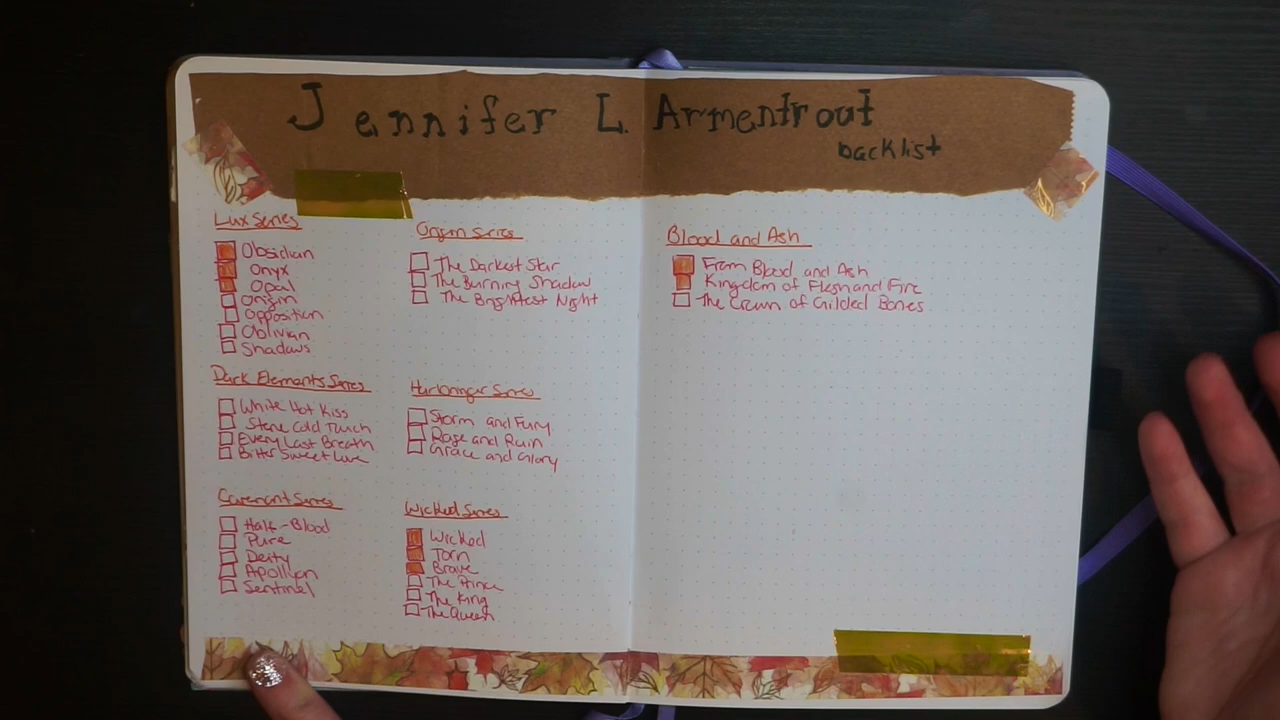 Jennifer L. Armentrout
backlist
Lux Series
Obsidian
Onyx
Opal
Origin
Opposition
Oblivian
Shadows
Dark Elements Series
White Hot Kiss
Stone Cold Touch
Every Last Breath
Bitter Sweet Love
Covenant Series
Half-Blood
Pure
Deity
Apollyon
Sentinel
Origin Series
The Darkest Star
The Burning Shadow
The Brightest Night
Harbinger Series
Storm and Fury
Rage and Ruin
Grace and Glory
Wicked Series
Wicked
Torn
Brave
The Prince
The King
The Queen
Blood and Ash
From Blood and Ash
Kingdom of Flesh and Fire
The Crown of Gilded Bones